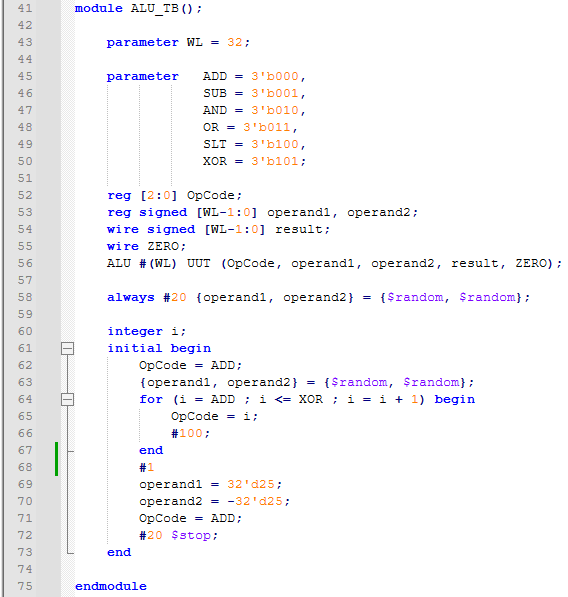 41 module ALU_TB();
42
43     parameter WL = 32;
44
45     parameter   ADD = 3'b000,
46                 SUB = 3'b001,
47                 AND = 3'b010,
48                 OR = 3'b011,
49                 SLT = 3'b100,
50                 XOR = 3'b101;
51
52     reg [2:0] OpCode;
53     reg signed [WL-1:0] operand1, operand2;
54     wire signed [WL-1:0] result;
55     wire ZERO;
56     ALU #(WL) UUT (OpCode, operand1, operand2, result, ZERO);
57
58     always #20 {operand1, operand2} = {$random, $random};
59
60     integer i;
61     initial begin
62         OpCode = ADD;
63         {operand1, operand2} = {$random, $random};
64         for (i = ADD ; i <= XOR ; i = i + 1) begin
65             OpCode = i;
66             #100;
67         end
68         #1
69         operand1 = 32'd25;
70         operand2 = -32'd25;
71         OpCode = ADD;
72         #20 $stop;
73     end
74
75 endmodule